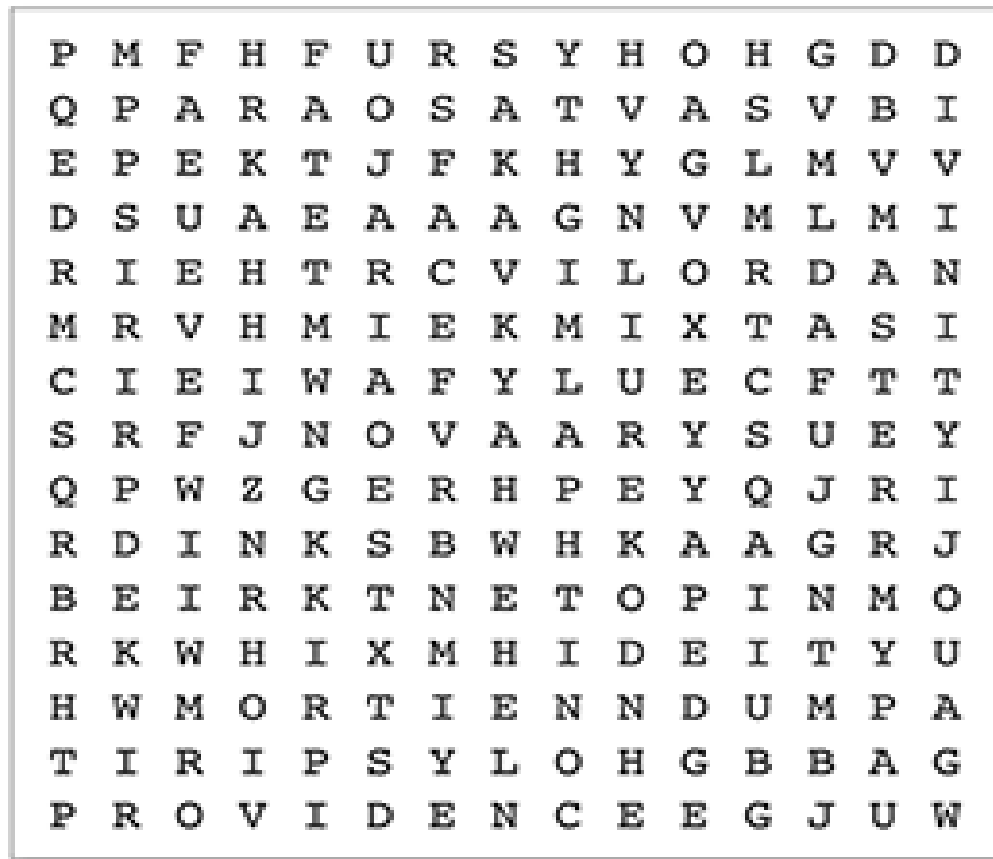 P M F H F U R S Y H O H G D D
Q P A R A O S A T V A S V B I
E P E K T J F K H Y G L M V V
D S U A E A A A G N V M L M I
R I E H T R C V I L O R D A N
M R V H M I E K M I X T A S I
C I E I W A F Y L U E C F T T
S R F J N O V A A R Y S U E Y
Q P W Z G E R H P E Y Q J R I
R D I N K S B W H K A A G R J
B E I R K T N E T O P I N M O
R K W H I X M H I D E I T Y U
H W M O R T I E N N D U M P A
T I R I P S Y L O H G B B A G
P R O V I D E N C E E G J U W